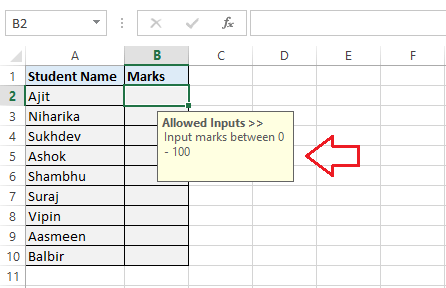 B2
fx
A B C D E F
1 Student Name Marks
2 Ajit
3 Niharika
4 Sukhdev
5 Ashok
6 Shambhu
7 Suraj
8 Vipin
9 Aasmeen
10 Balbir
11
Allowed Inputs >>
Input marks between 0
- 100